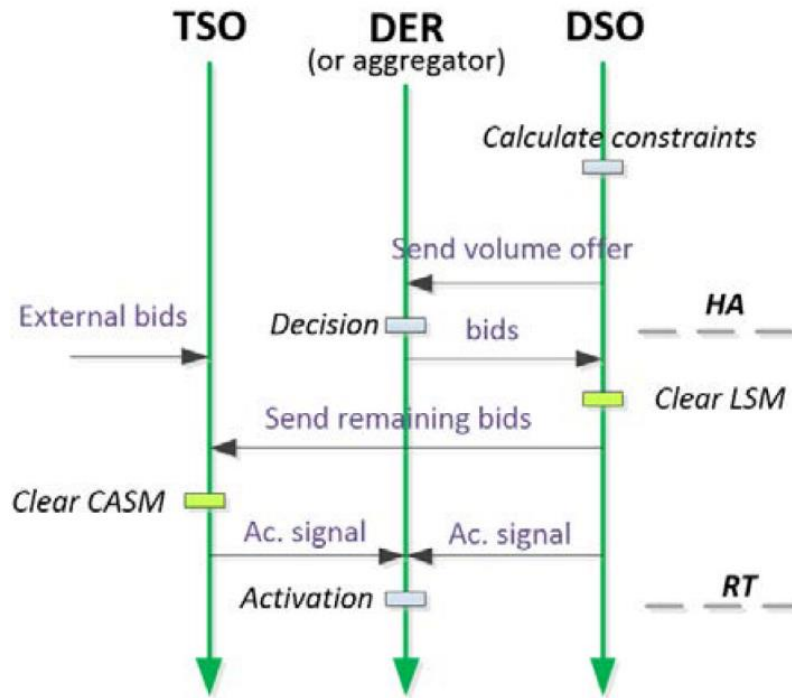 TSO DER DSO
(or aggregator)
Calculate constraints
Send volume offer
External bids Decision bids HA
Clear LSM
Send remaining bids
Clear CASM
Ac. signal Ac. signal
Activation RT